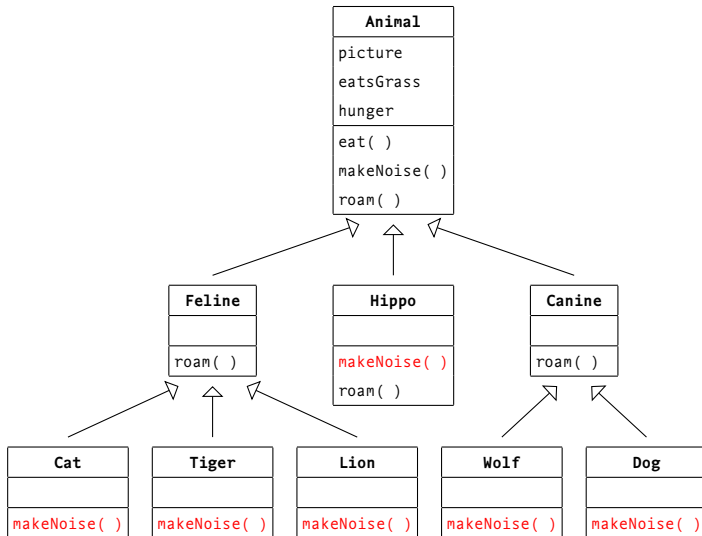 Animal
picture
eatsGrass
hunger
eat( )
makeNoise( )
roam( )
Feline
roam( )
Hippo
makeNoise( )
roam( )
Canine
roam( )
Cat
makeNoise( )
Tiger
makeNoise( )
Lion
makeNoise( )
Wolf
makeNoise( )
Dog
makeNoise( )